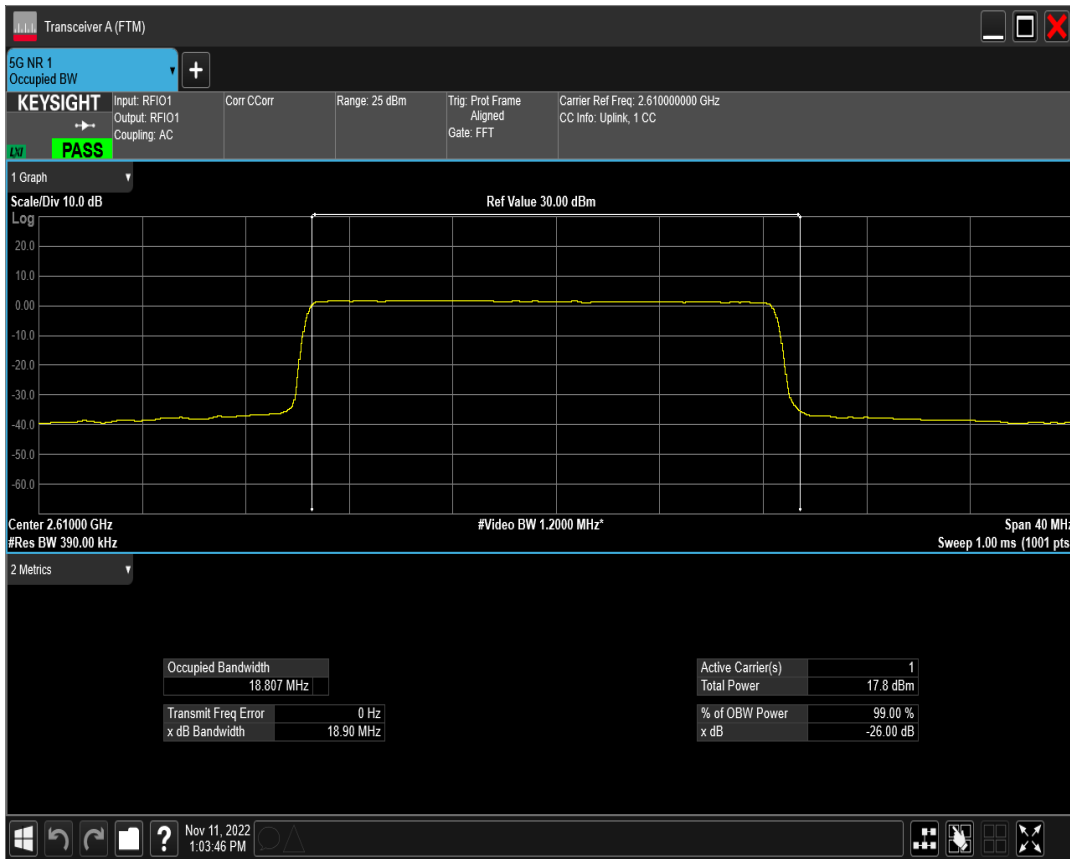 Transceiver A (FTM)
5G NR 1
Occupied BW
+
KEYSIGHT
LXI
PASS
Input: RFIO1
Output: RFIO1
Coupling: AC
Corr CCorr
Range: 25 dBm
Trig: Prot Frame
Aligned
Gate: FFT
Carrier Ref Freq: 2.610000000 GHz
CC Info: Uplink, 1 CC
1 Graph
Scale/Div 10.0 dB
Ref Value 30.00 dBm
Log
20.0
10.0
0.00
-10.0
-20.0
-30.0
-40.0
-50.0
-60.0
Center 2.61000 GHz
#Video BW 1.2000 MHz*
Span 40 MHz
#Res BW 390.00 kHz
Sweep 1.00 ms (1001 pts
2 Metrics
Occupied Bandwidth
18.807 MHz
Transmit Freq Error 0 Hz
x dB Bandwidth 18.90 MHz
Active Carrier(s) 1
Total Power 17.8 dBm
% of OBW Power 99.00 %
x dB -26.00 dB
?
Nov 11, 2022
1:03:46 PM